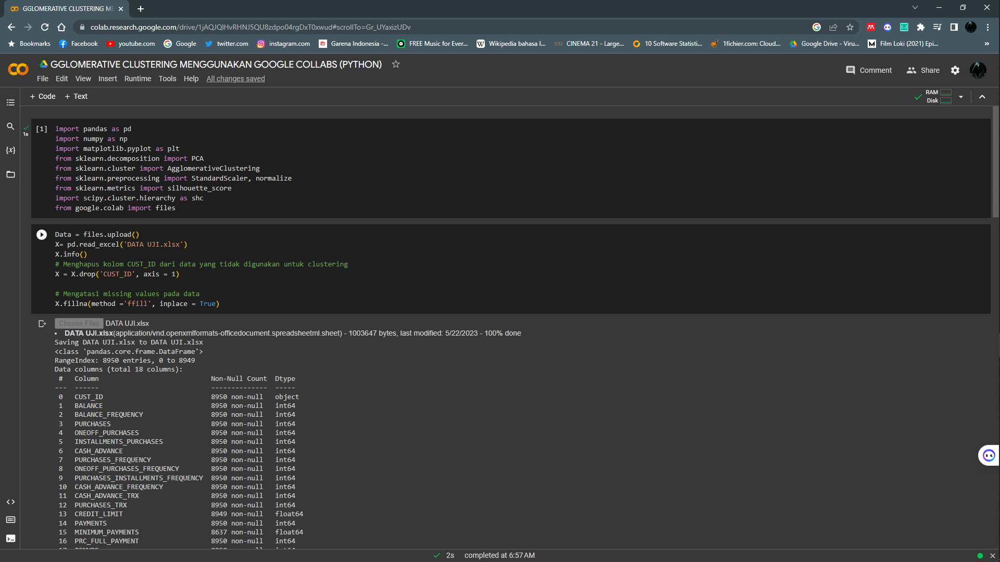 GGLOMERATIVE CLUSTERING ME
colab.research.google.com/drive/1jAQJQlHvRHNJ5QU8zdpo04rgDxT0xwud#scrollTo=Gr_UYaxizUDv
Bookmarks Facebook youtube.com Google twitter.com instagram.com Garena Indonesia -... FREE Music for Ever... Wikipedia bahasa I... CINEMA 21 - Large... 10 Software Statisti... 1fichier.com: Cloud... Google Drive - Viru... Film Loki (2021) Epi... »
GGLOMERATIVE CLUSTERING MENGGUNAKAN GOOGLE COLLABS (PYTHON)
Comment Share
File Edit View Insert Runtime Tools Help All changes saved
+ Code + Text
RAM
Disk
[1] import pandas as pd
1s
import numpy as np
import matplotlib.pyplot as plt
from sklearn.decomposition import PCA
from sklearn.cluster import AgglomerativeClustering
from sklearn.preprocessing import StandardScaler, normalize
from sklearn.metrics import silhouette_score
import scipy.cluster.hierarchy as shc
from google.colab import files
Data = files.upload()
X= pd.read_excel('DATA UJI.xlsx')
X.info()
# Menghapus kolom CUST_ID dari data yang tidak digunakan untuk clustering
X = X.drop('CUST_ID', axis = 1)
# Mengatasi missing values pada data
X.fillna(method ='ffill', inplace = True)
Choose Files DATA UJI.xlsx
• DATA UJI.xlsx(application/vnd.openxmlformats-officedocument.spreadsheetml.sheet) - 1003647 bytes, last modified: 5/22/2023 - 100% done
Saving DATA UJI.xlsx to DATA UJI.xlsx
<class 'pandas.core.frame.DataFrame'>
RangeIndex: 8950 entries, 0 to 8949
Data columns (total 18 columns):
# Column Non-Null Count Dtype
--- ------ -------------- -----
0 CUST_ID 8950 non-null object
1 BALANCE 8950 non-null int64
2 BALANCE_FREQUENCY 8950 non-null int64
3 PURCHASES 8950 non-null int64
4 ONEOFF_PURCHASES 8950 non-null int64
5 INSTALLMENTS_PURCHASES 8950 non-null int64
6 CASH_ADVANCE 8950 non-null int64
7 PURCHASES_FREQUENCY 8950 non-null int64
8 ONEOFF_PURCHASES_FREQUENCY 8950 non-null int64
9 PURCHASES_INSTALLMENTS_FREQUENCY 8950 non-null int64
10 CASH_ADVANCE_FREQUENCY 8950 non-null int64
11 CASH_ADVANCE_TRX 8950 non-null int64
12 PURCHASES_TRX 8950 non-null int64
13 CREDIT_LIMIT 8949 non-null float64
14 PAYMENTS 8950 non-null int64
15 MINIMUM_PAYMENTS 8637 non-null float64
16 PRC_FULL_PAYMENT 8950 non-null int64
2s completed at 6:57 AM